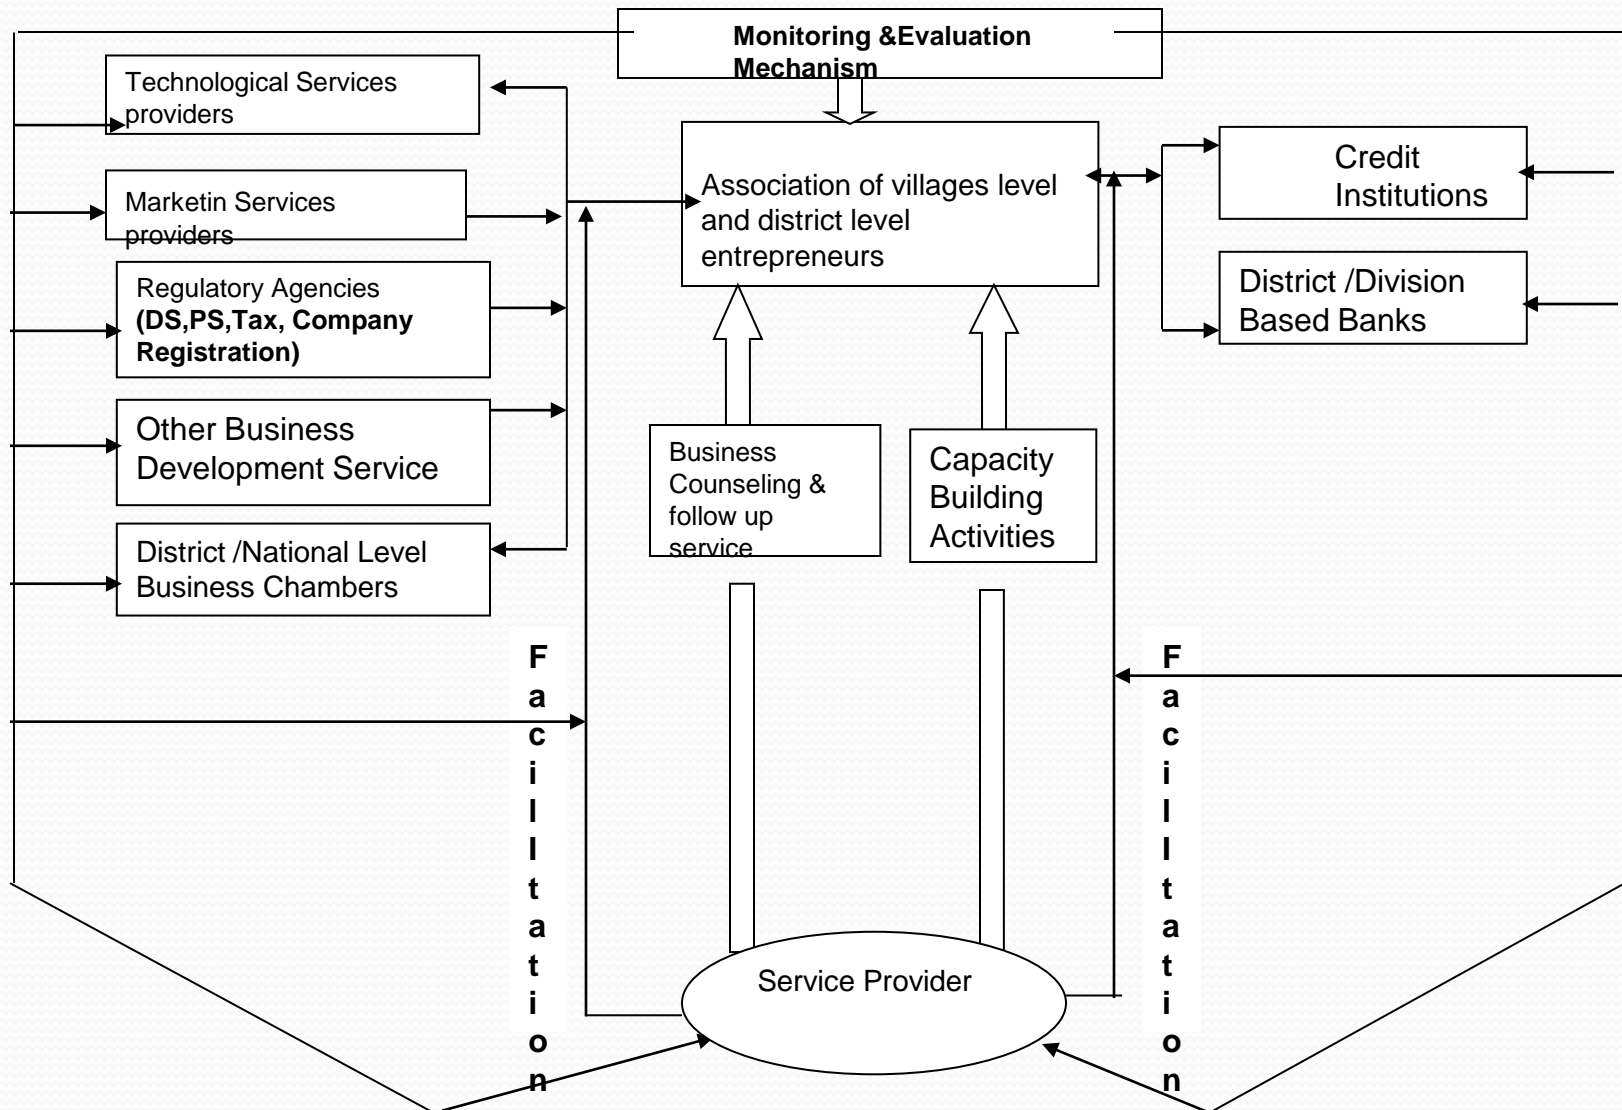 Monitoring &Evaluation
Mechanism
Technological Services
providers
Marketin Services
providers
Regulatory Agencies
(DS,PS,Tax, Company
Registration)
Other Business
Development Service
District /National Level
Business Chambers
Association of villages level
and district level
entrepreneurs
Credit
Institutions
District /Division
Based Banks
Business
Counseling &
follow up
service
Capacity
Building
Activities
F
a
c
i
l
I
t
a
t
i
o
n
F
a
c
i
l
I
t
a
t
i
o
n
Service Provider